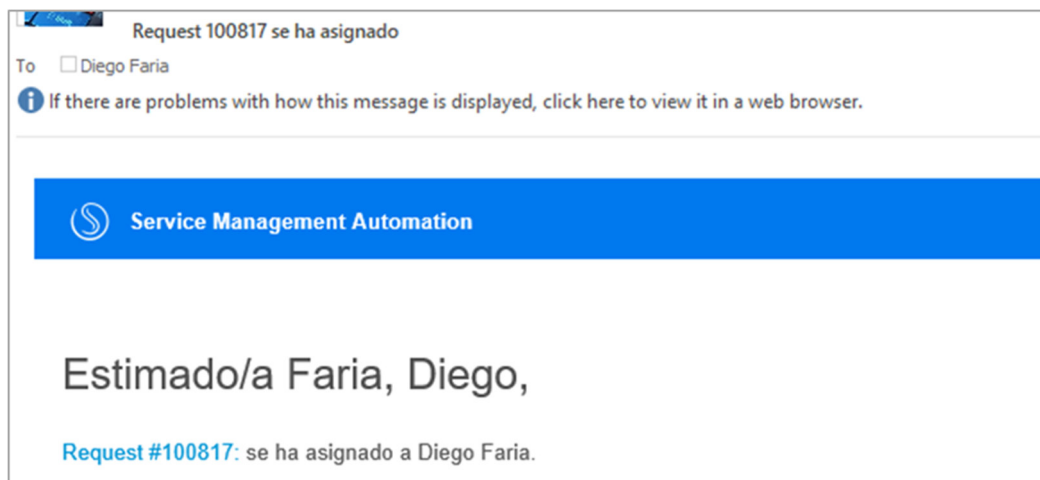 Request 100817 se ha asignado
To Diego Faria
If there are problems with how this message is displayed, click here to view it in a web browser.
Service Management Automation
Estimado/a Faria, Diego,
Request #100817: se ha asignado a Diego Faria.